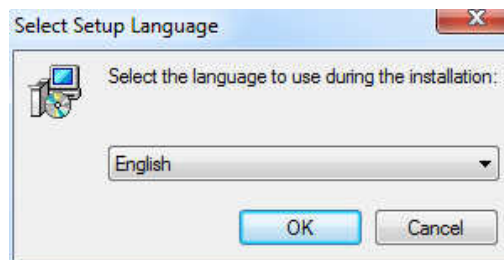 Select Setup Language
Select the language to use during the installation:
English
OK
Cancel